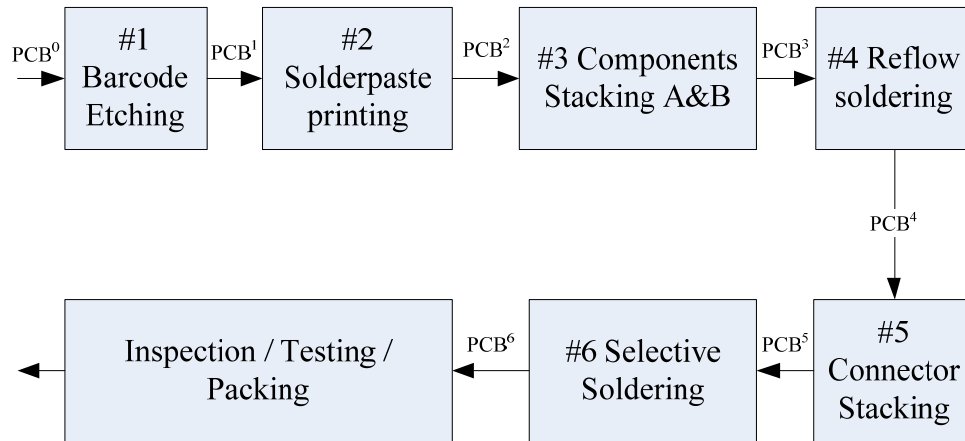 PCB⁰
#1
Barcode
Etching
PCB¹
#2
Solderpaste
printing
PCB²
#3 Components
Stacking A&B
PCB³
#4 Reflow
soldering
PCB⁴
#5
Connector
Stacking
PCB⁵
#6 Selective
Soldering
PCB⁶
Inspection / Testing /
Packing